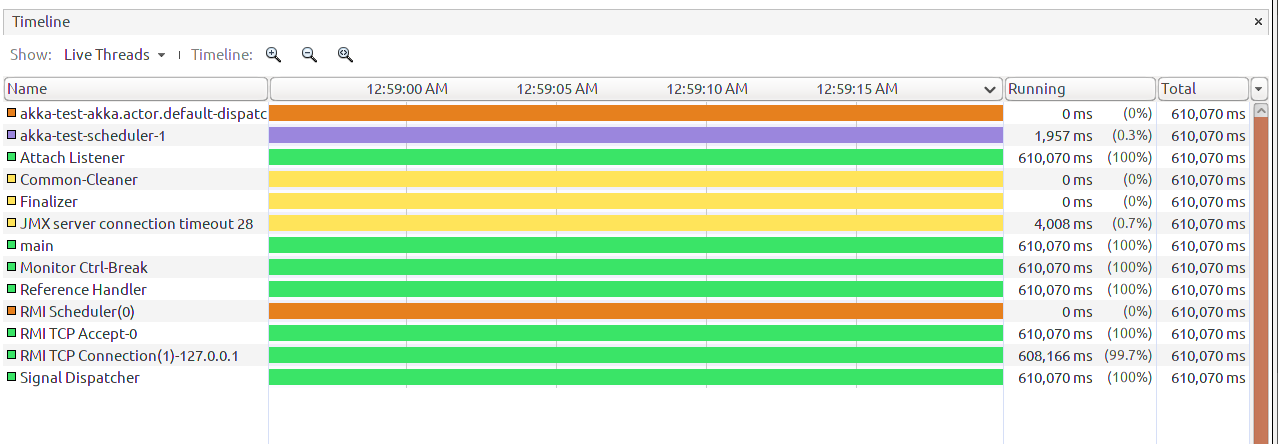 Timeline ×
Show: Live Threads Timeline:
Name 12:59:00 AM 12:59:05 AM 12:59:10 AM 12:59:15 AM Running Total
akka-test-akka.actor.default-dispatc 0 ms (0%) 610,070 ms
akka-test-scheduler-1 1,957 ms (0.3%) 610,070 ms
Attach Listener 610,070 ms (100%) 610,070 ms
Common-Cleaner 0 ms (0%) 610,070 ms
Finalizer 0 ms (0%) 610,070 ms
JMX server connection timeout 28 4,008 ms (0.7%) 610,070 ms
main 610,070 ms (100%) 610,070 ms
Monitor Ctrl-Break 610,070 ms (100%) 610,070 ms
Reference Handler 610,070 ms (100%) 610,070 ms
RMI Scheduler(0) 0 ms (0%) 610,070 ms
RMI TCP Accept-0 610,070 ms (100%) 610,070 ms
RMI TCP Connection(1)-127.0.0.1 608,166 ms (99.7%) 610,070 ms
Signal Dispatcher 610,070 ms (100%) 610,070 ms